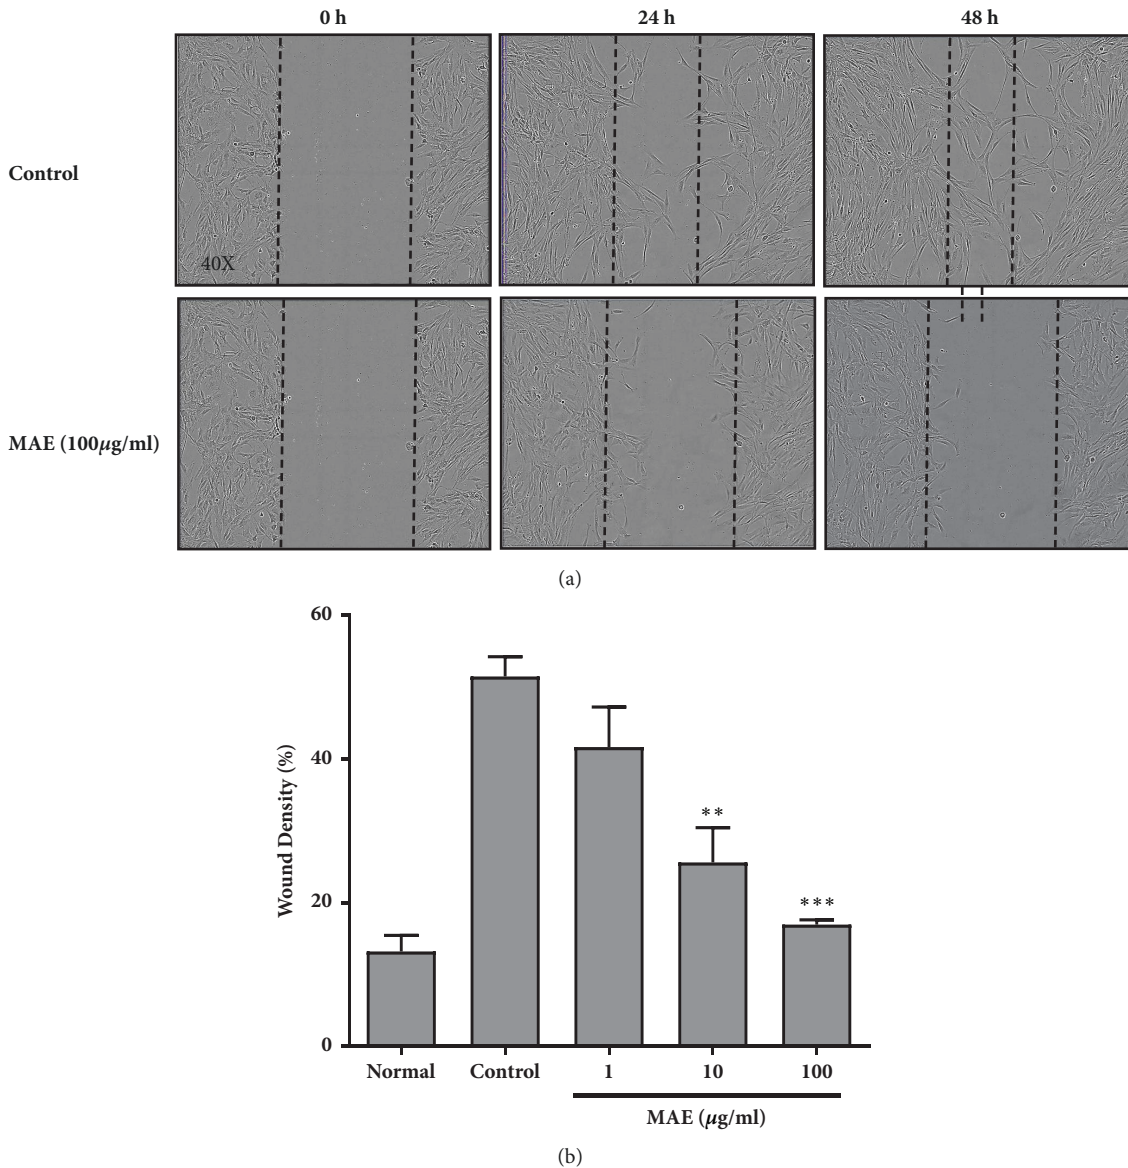 0 h 24 h 48 h
Control
40X
MAE (100μg/ml)
(a)
60
40
20
0
Wound Density (%)
**
***
Normal Control 1 10 100
MAE (μg/ml)
(b)